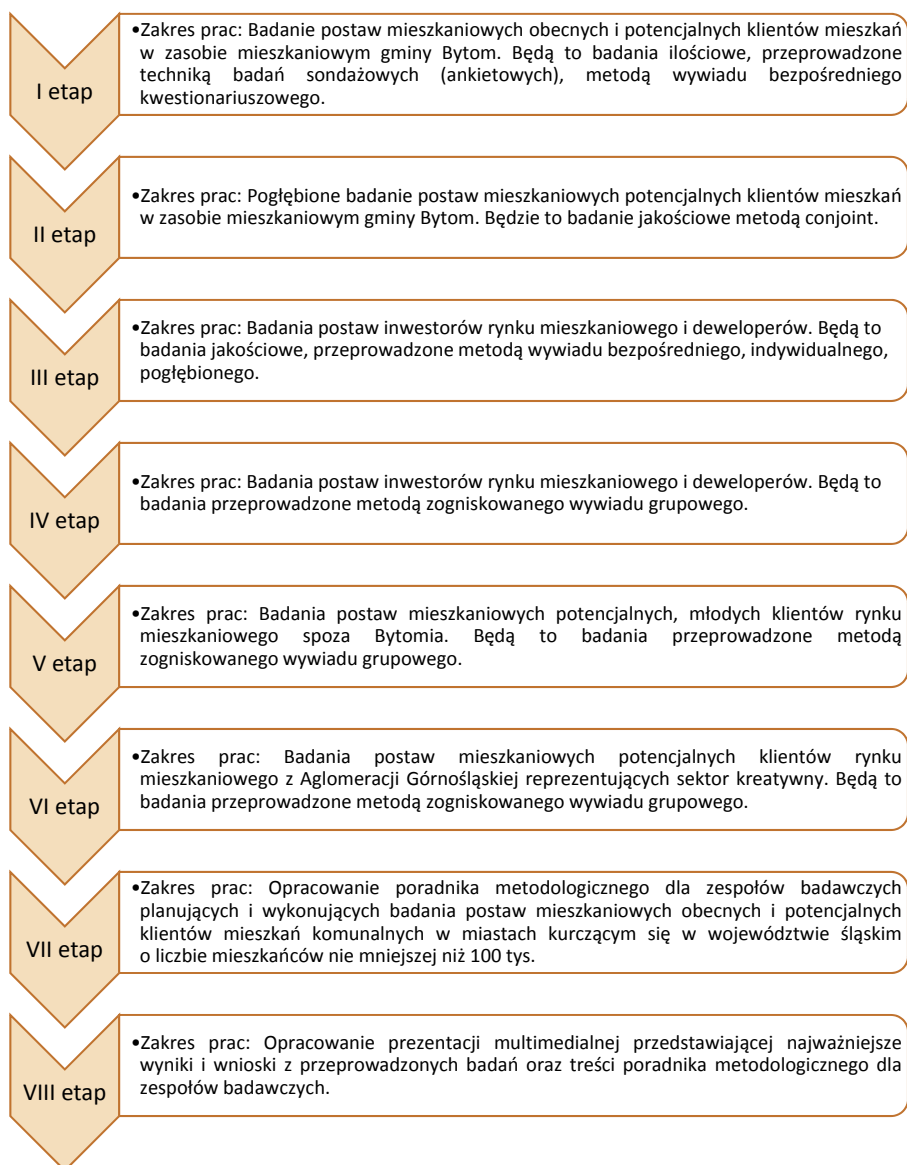 I etap
•Zakres prac: Badanie postaw mieszkaniowych obecnych i potencjalnych klientów mieszkań
w zasobie mieszkaniowym gminy Bytom. Będą to badania ilościowe, przeprowadzone
techniką badań sondażowych (ankietowych), metodą wywiadu bezpośredniego
kwestionariuszowego.
II etap
•Zakres prac: Pogłębione badanie postaw mieszkaniowych potencjalnych klientów mieszkań
w zasobie mieszkaniowym gminy Bytom. Będzie to badanie jakościowe metodą conjoint.
III etap
•Zakres prac: Badania postaw inwestorów rynku mieszkaniowego i deweloperów. Będą to
badania jakościowe, przeprowadzone metodą wywiadu bezpośredniego, indywidualnego,
pogłębionego.
IV etap
•Zakres prac: Badania postaw inwestorów rynku mieszkaniowego i deweloperów. Będą to
badania przeprowadzone metodą zogniskowanego wywiadu grupowego.
V etap
•Zakres prac: Badania postaw mieszkaniowych potencjalnych, młodych klientów rynku
mieszkaniowego spoza Bytomia. Będą to badania przeprowadzone metodą
zogniskowanego wywiadu grupowego.
VI etap
•Zakres prac: Badania postaw mieszkaniowych potencjalnych klientów rynku
mieszkaniowego z Aglomeracji Górnośląskiej reprezentujących sektor kreatywny. Będą to
badania przeprowadzone metodą zogniskowanego wywiadu grupowego.
VII etap
•Zakres prac: Opracowanie poradnika metodologicznego dla zespołów badawczych
planujących i wykonujących badania postaw mieszkaniowych obecnych i potencjalnych
klientów mieszkań komunalnych w miastach kurczącym się w województwie śląskim
o liczbie mieszkańców nie mniejszej niż 100 tys.
VIII etap
•Zakres prac: Opracowanie prezentacji multimedialnej przedstawiającej najważniejsze
wyniki i wnioski z przeprowadzonych badań oraz treści poradnika metodologicznego dla
zespołów badawczych.